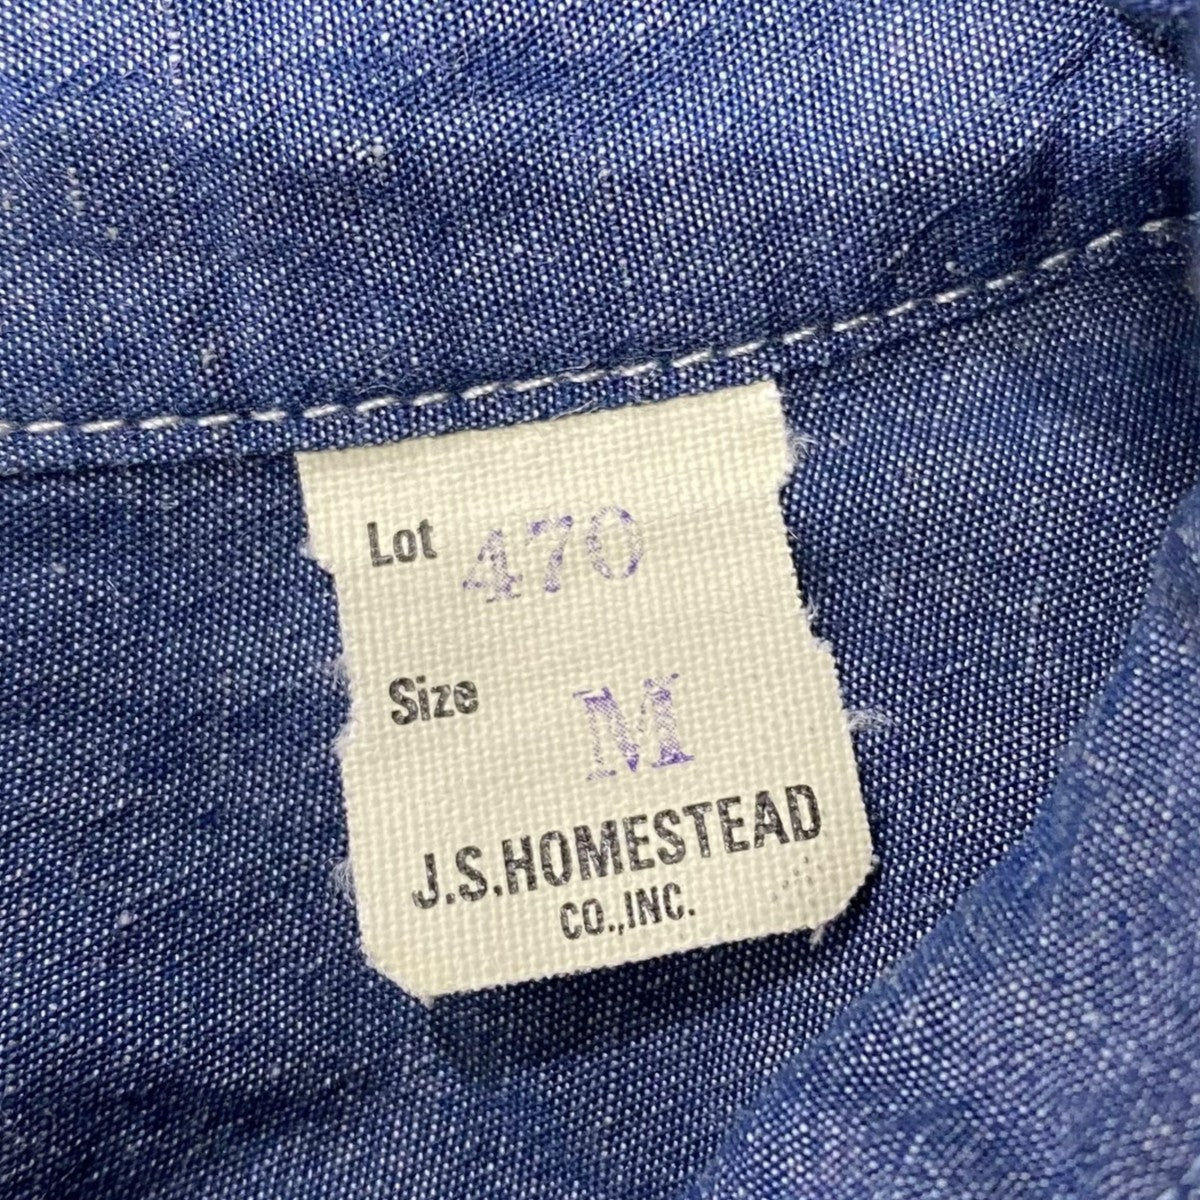 Lot 470
Size M
J.S.HOMESTEAD
CO.,INC.